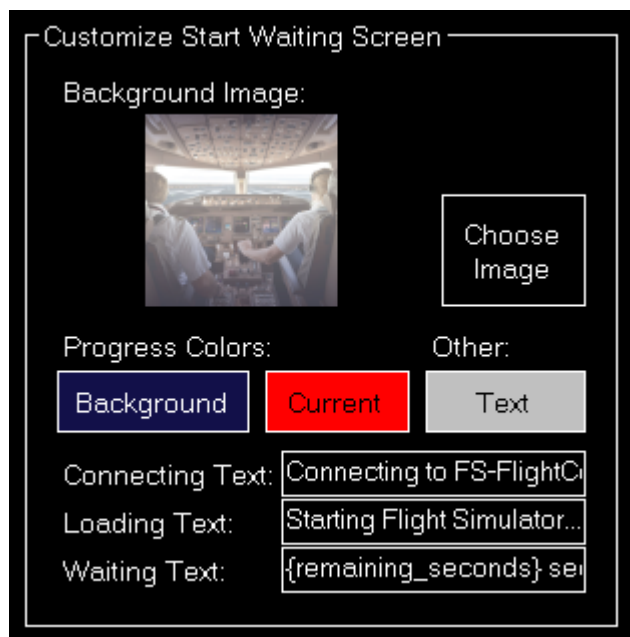 Customize Start Waiting Screen
Background Image:
Choose
Image
Progress Colors:
Other:
Background
Current
Text
Connecting Text: Connecting to FS-FlightC
Loading Text: Starting Flight Simulator...
Waiting Text: {remaining_seconds} se